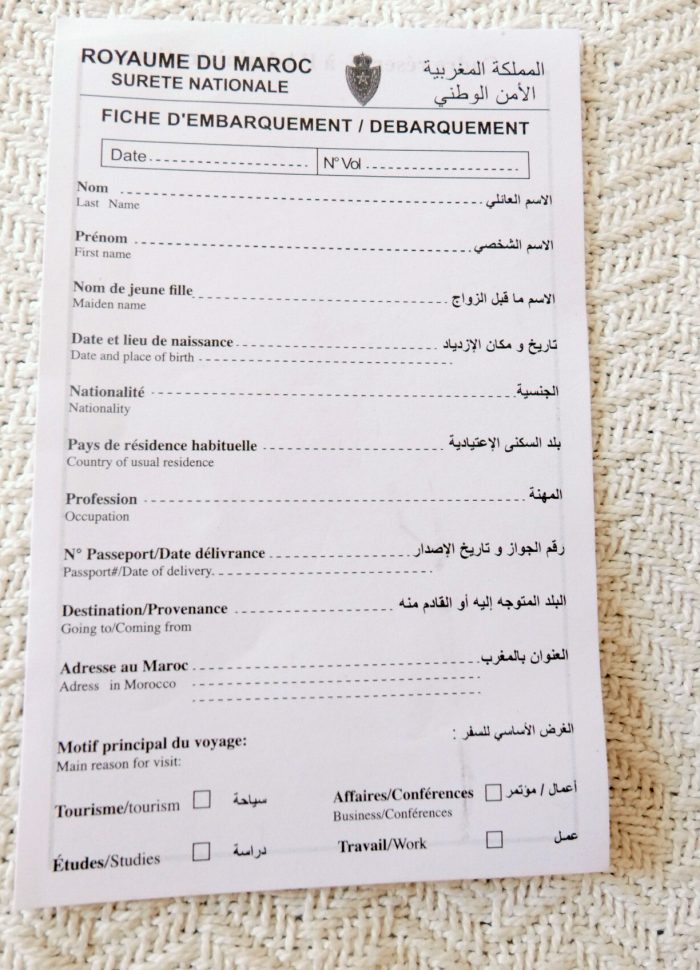 ROYAUME DU MAROC
SURETE NATIONALE
المملكة المغربية
الأمن الوطني
FICHE D'EMBARQUEMENT / DEBARQUEMENT
Date N° Vol
Nom الاسم العائلي
Last Name
Prénom الاسم الشخصي
First name
Nom de jeune fille الاسم ما قبل الزواج
Maiden name
Date et lieu de naissance تاريخ و مكان الإزدياد
Date and place of birth
Nationalité الجنسية
Nationality
Pays de résidence habituelle بلد السكنى الإعتيادية
Country of usual residence
Profession المهنة
Occupation
N° Passeport/Date délivrance رقم الجواز و تاريخ الإصدار
Passport#/Date of delivery.
Destination/Provenance البلد المتوجه إليه أو القادم منه
Going to/Coming from
Adresse au Maroc العنوان بالمغرب
Adress in Morocco
Motif principal du voyage: الغرض الأساسي للسفر :
Main reason for visit:
Tourisme/tourism سياحة Affaires/Conférences أعمال / مؤتمر
Business/Conférences
Études/Studies دراسة Travail/Work عمل